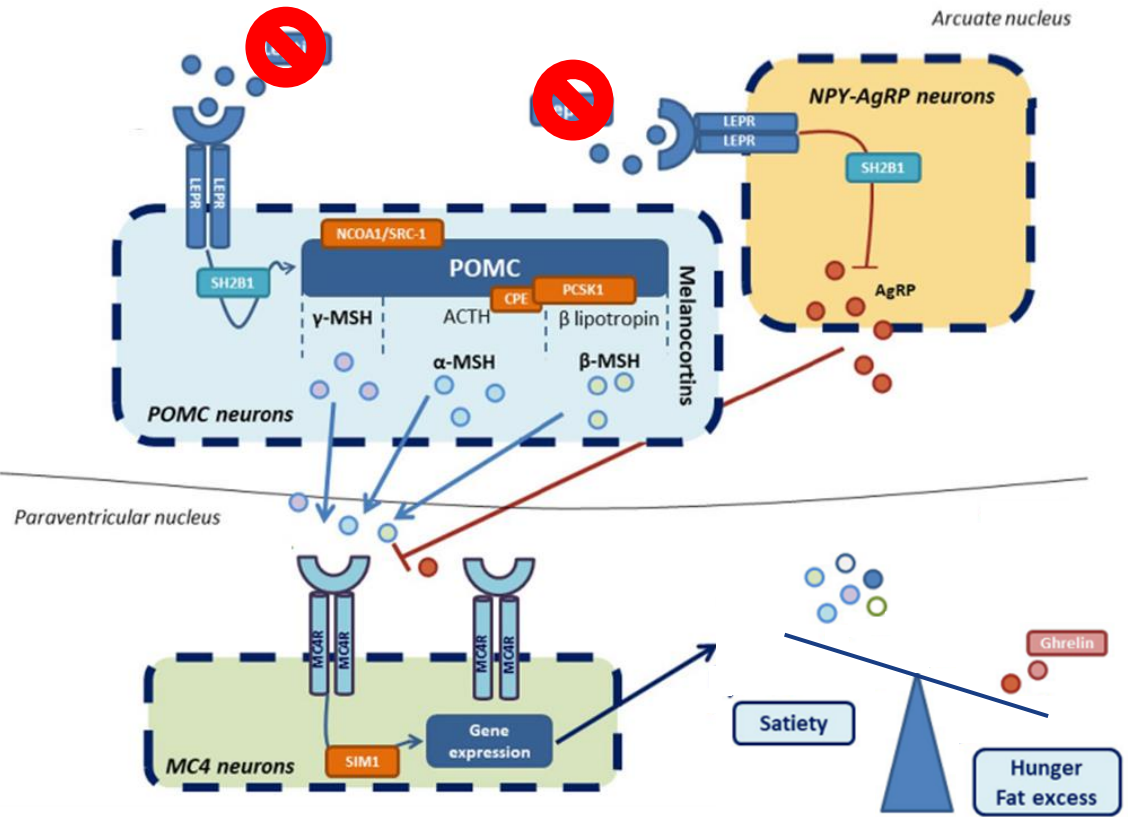 Arcuate nucleus
NPY-AgRP neurons
LEPR
LEPR
SH2B1
AgRP
LEPR
LEPR
NCOA1/SRC-1
POMC
SH2B1
CPE
PCSK1
γ-MSH
ACTH
β lipotropin
α-MSH
β-MSH
Melanocortins
POMC neurons
Paraventricular nucleus
MC4R
MC4R
MC4R
MC4R
SIM1
Gene
expression
MC4 neurons
Ghrelin
Satiety
Hunger
Fat excess